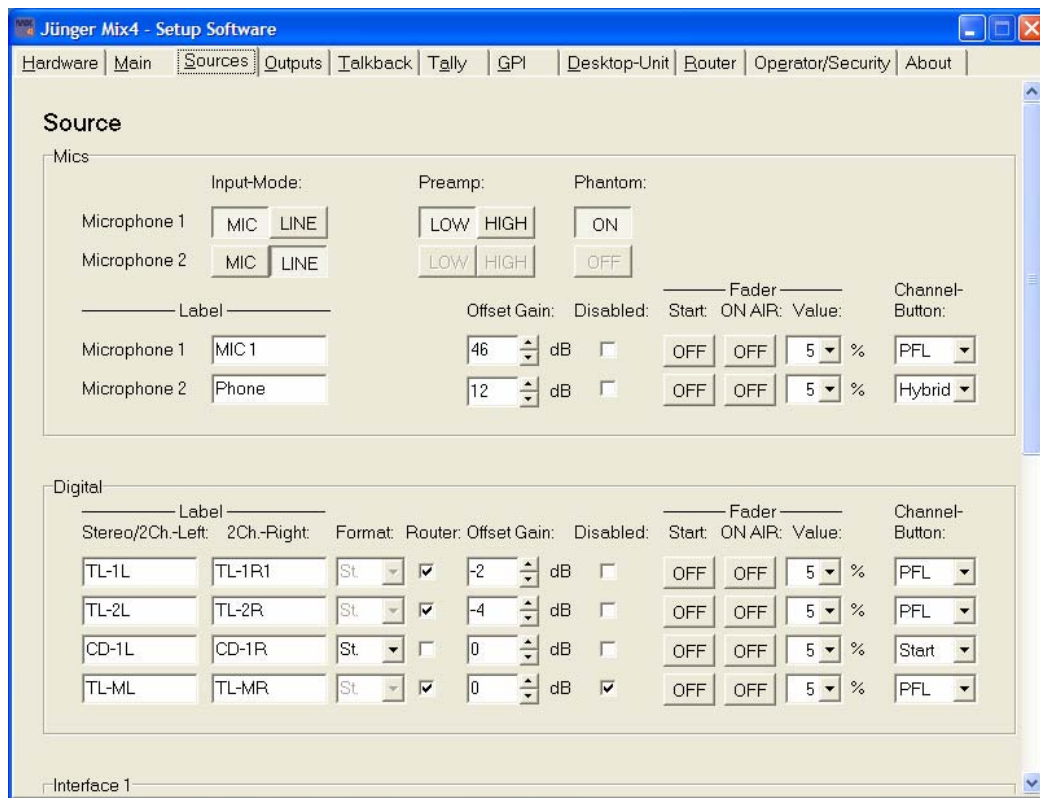 Jünger Mix4 - Setup Software
Hardware Main Sources Outputs Talkback Tally GPI Desktop-Unit Router Operator/Security About
Source
Mics
Input-Mode: Preamp: Phantom:
Microphone 1 MIC LINE LOW HIGH ON
Microphone 2 MIC LINE LOW HIGH OFF
Label Offset Gain: Disabled: Fader Start: ON AIR: Value: Channel-Button:
Microphone 1 MIC 1 46 dB OFF OFF 5 % PFL
Microphone 2 Phone 12 dB OFF OFF 5 % Hybrid
Digital
Label Fader Channel-
Stereo/2Ch.-Left: 2Ch.-Right: Format: Router: Offset Gain: Disabled: Start: ON AIR: Value: Button:
TL-1L TL-1R1 St. -2 dB OFF OFF 5 % PFL
TL-2L TL-2R St. -4 dB OFF OFF 5 % PFL
CD-1L CD-1R St. 0 dB OFF OFF 5 % Start
TL-ML TL-MR St. 0 dB OFF OFF 5 % PFL
Interface 1